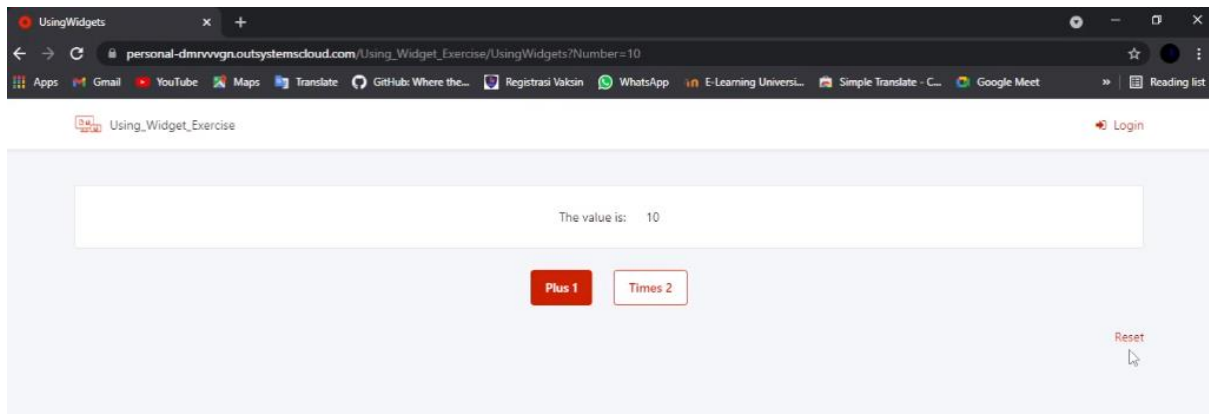 UsingWidgets
personal-dmrvvvgn.outsystemscloud.com/Using_Widget_Exercise/UsingWidgets?Number=10
Apps Gmail YouTube Maps Translate GitHub: Where the... Registrasi Vaksin WhatsApp E-Learning Universi... Simple Translate - C... Google Meet » Reading list
Using_Widget_Exercise Login
The value is: 10
Plus 1 Times 2
Reset